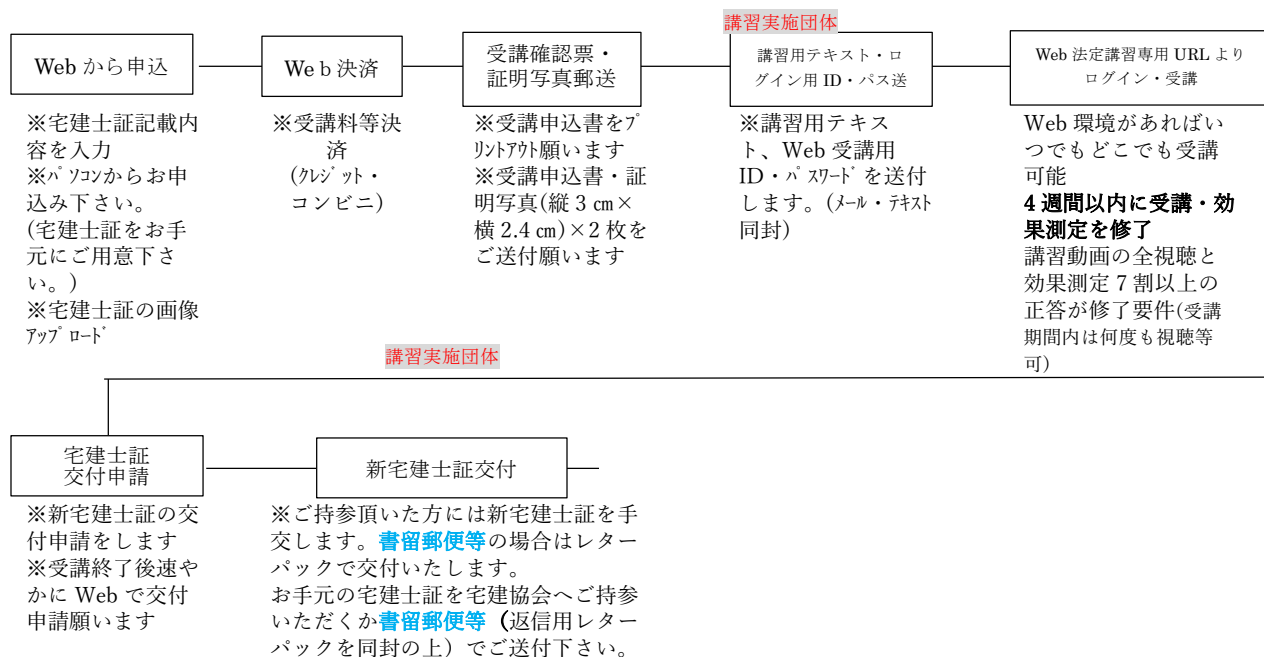 Web から申込
※宅建士証記載内
容を入力
※ﾊﾟｿｺﾝからお申
込み下さい。
(宅建士証をお手
元にご用意下さ
い。)
※宅建士証の画像
ｱｯﾌﾟﾛｰﾄﾞ
Weｂ決済
※受講料等決
済
(ｸﾚｼﾞｯﾄ・
コンビニ)
受講確認票・
証明写真郵送
※受講申込書をﾌﾟ
ﾘﾝﾄｱｳﾄ願います
※受講申込書・証
明写真(縦 3 ㎝×
横 2.4 ㎝)×2 枚を
ご送付願います
講習実施団体
講習用テキスト・ロ
グイン用 ID・パス送
※講習用テキス
ト、Web 受講用
ID・ﾊﾟｽﾜｰﾄﾞを送付
します。(ﾒｰﾙ・ﾃｷｽﾄ
同封)
Web 法定講習専用 URL より
ログイン・受講
Web 環境があればい
つでもどこでも受講
可能
4 週間以内に受講・効
果測定を修了
講習動画の全視聴と
効果測定 7 割以上の
正答が修了要件(受講
期間内は何度も視聴等
可)
講習実施団体
宅建士証
交付申請
※新宅建士証の交
付申請をします
※受講終了後速や
かに Web で交付
申請願います
新宅建士証交付
※ご持参頂いた方には新宅建士証を手
交します。書留郵便等の場合はレター
パックで交付いたします。
お手元の宅建士証を宅建協会へご持参
いただくか書留郵便等（返信用レター
パックを同封の上）でご送付下さい。